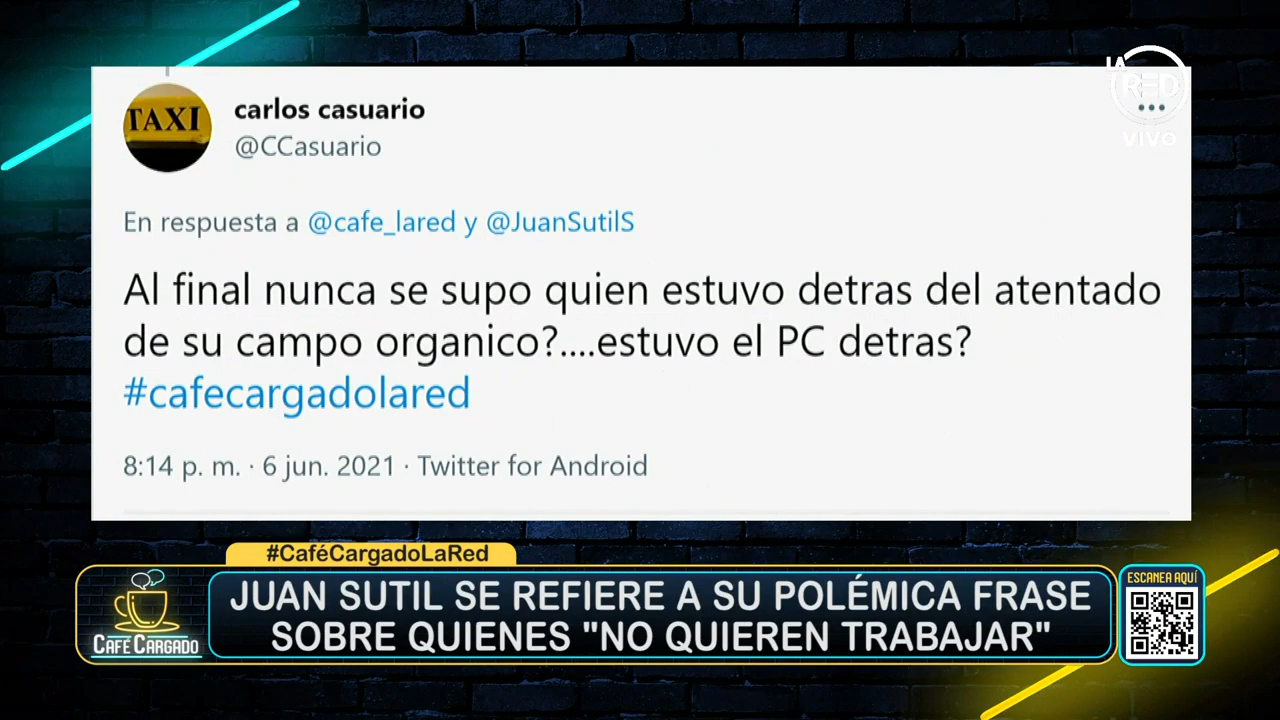 LA
RED
VIVO
TAXI
carlos casuario
@CCasuario
En respuesta a @cafe_lared y @JuanSutilS
Al final nunca se supo quien estuvo detras del atentado
de su campo organico?....estuvo el PC detras?
#cafecargadolared
8:14 p. m. · 6 jun. 2021 · Twitter for Android
#CaféCargadoLaRed
JUAN SUTIL SE REFIERE A SU POLÉMICA FRASE
SOBRE QUIENES "NO QUIEREN TRABAJAR"
CAFÉ CARGADO
ESCANEA AQUÍ